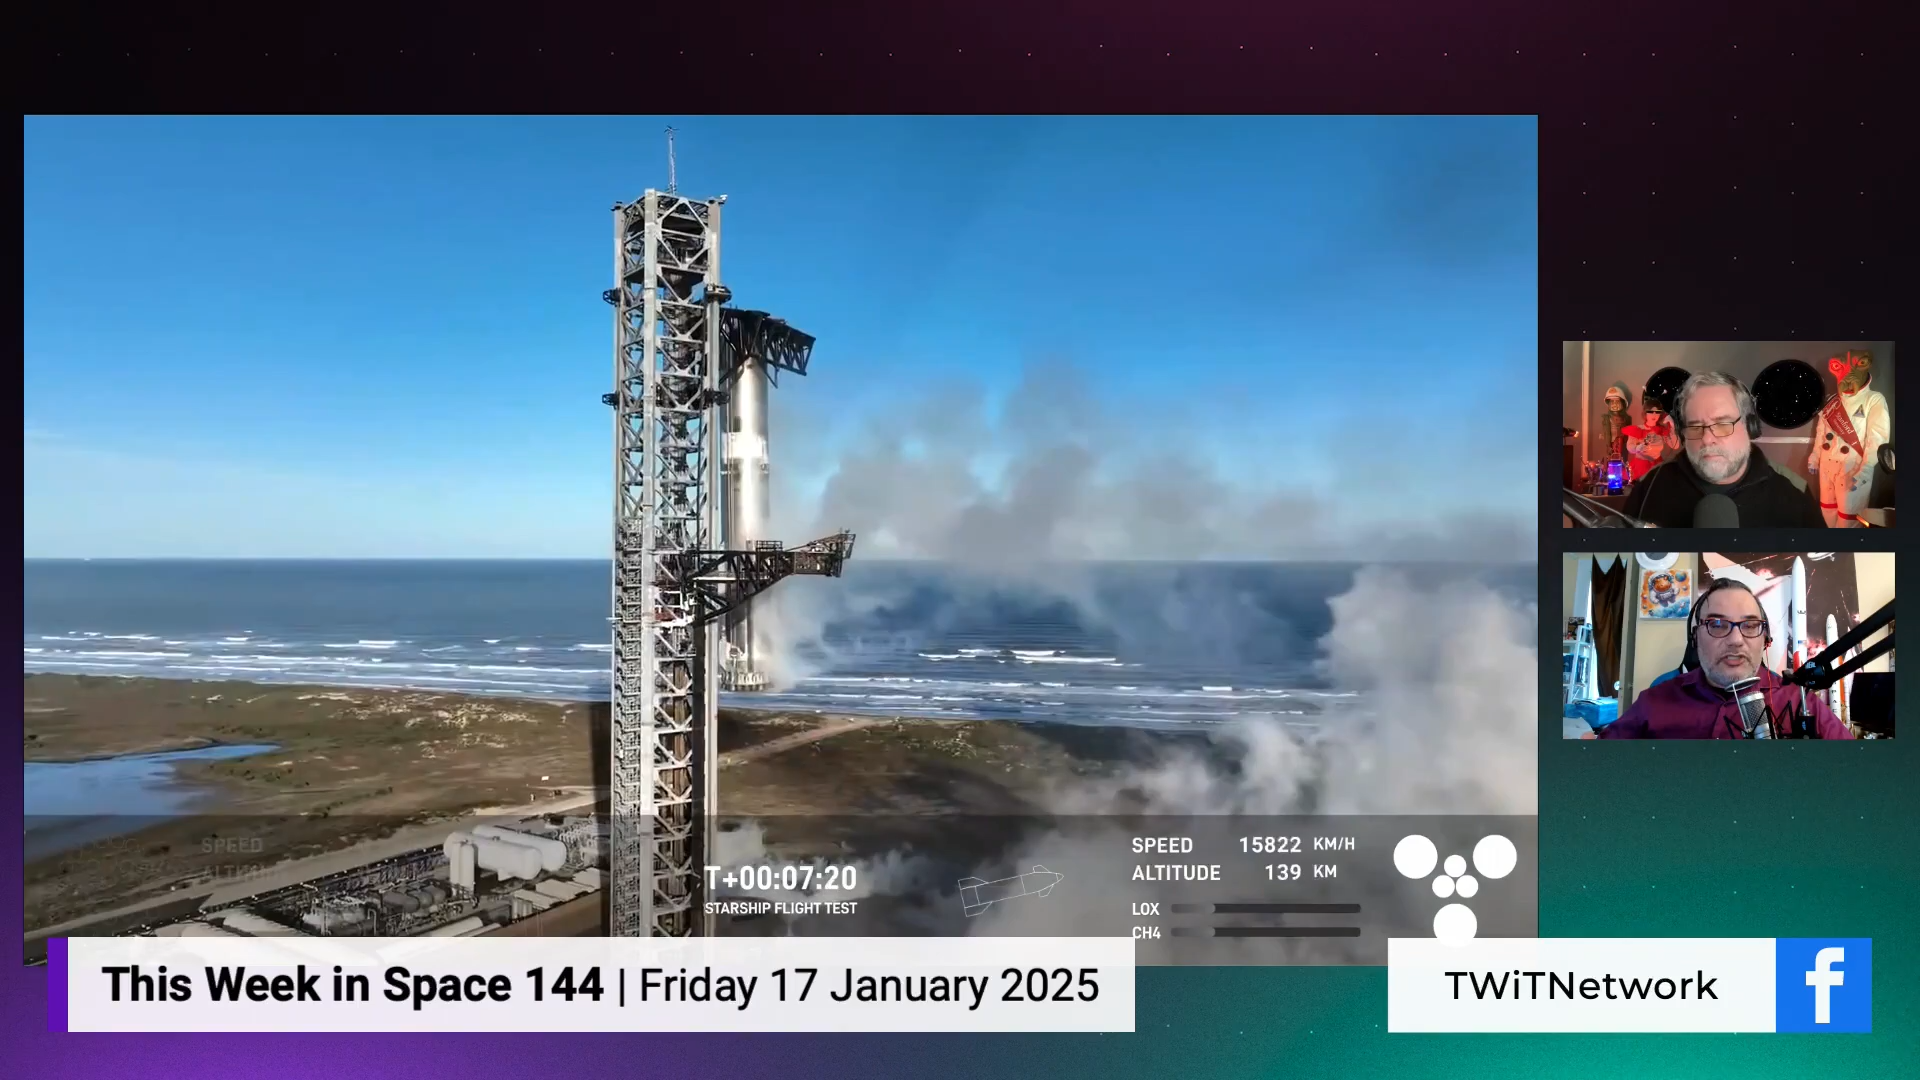 SPEED
T+00:07:20
STARSHIP FLIGHT TEST
SPEED 15822 KM/H
ALTITUDE 139 KM
LOX
CH4
This Week in Space 144 | Friday 17 January 2025
TWiTNetwork